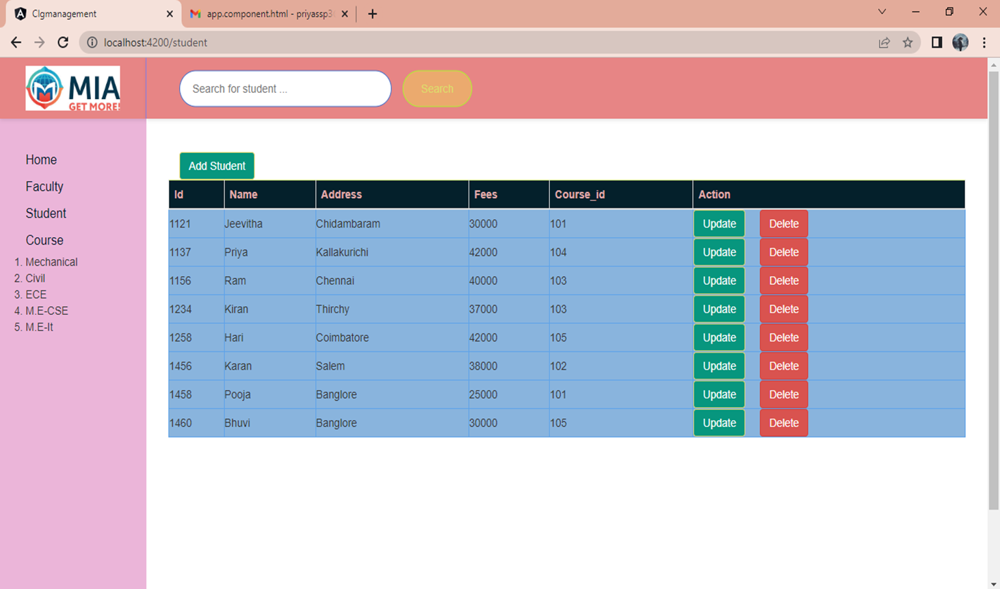 Clgmanagement
app.component.html - priyassp3
localhost:4200/student
MIA
GET MORE!
Search for student ...
Search
Home
Faculty
Student
Course
1. Mechanical
2. Civil
3. ECE
4. M.E-CSE
5. M.E-It
Add Student
Id Name Address Fees Course_id Action
1121 Jeevitha Chidambaram 30000 101 Update Delete
1137 Priya Kallakurichi 42000 104 Update Delete
1156 Ram Chennai 40000 103 Update Delete
1234 Kiran Thirchy 37000 103 Update Delete
1258 Hari Coimbatore 42000 105 Update Delete
1456 Karan Salem 38000 102 Update Delete
1458 Pooja Banglore 25000 101 Update Delete
1460 Bhuvi Banglore 30000 105 Update Delete